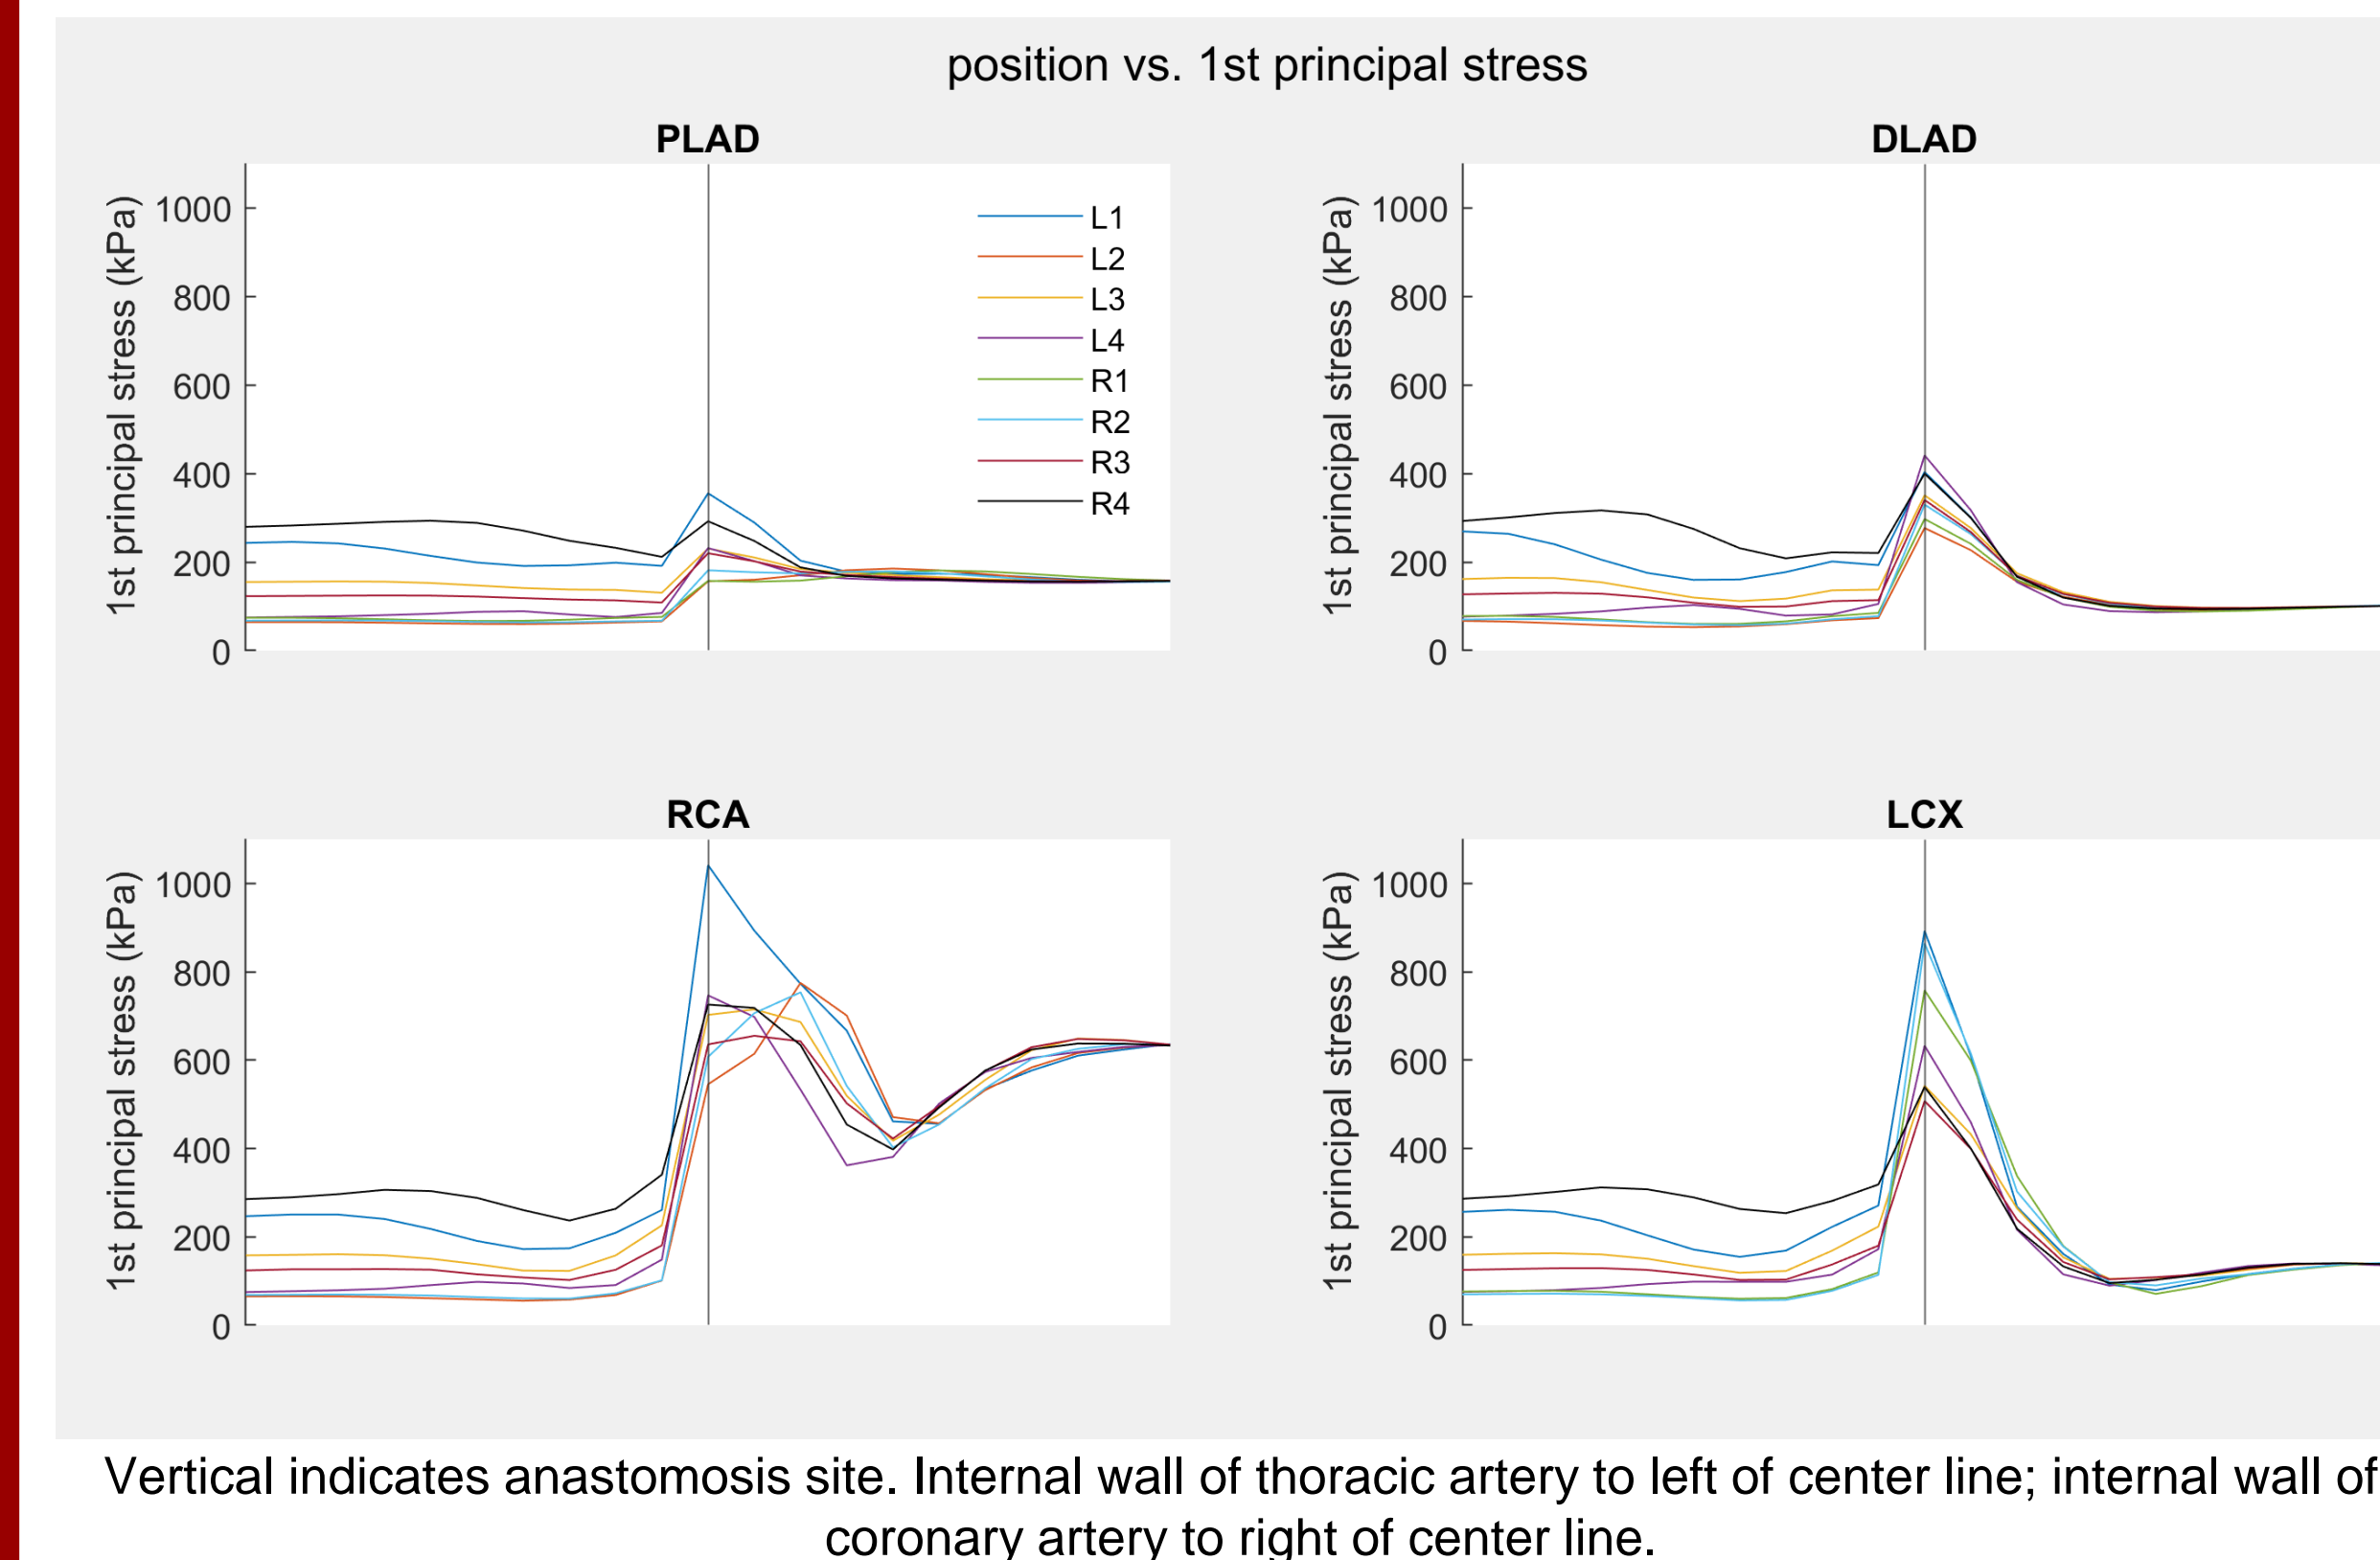 position vs. 1st principal stress
PLAD
1st principal stress (kPa)
1000
800
600
400
200
0
L1
L2
L3
L4
R1
R2
R3
R4
DLAD
1st principal stress (kPa)
1000
800
600
400
200
0
RCA
1st principal stress (kPa)
1000
800
600
400
200
0
LCX
1st principal stress (kPa)
1000
800
600
400
200
0
Vertical indicates anastomosis site. Internal wall of thoracic artery to left of center line; internal wall of
coronary artery to right of center line.